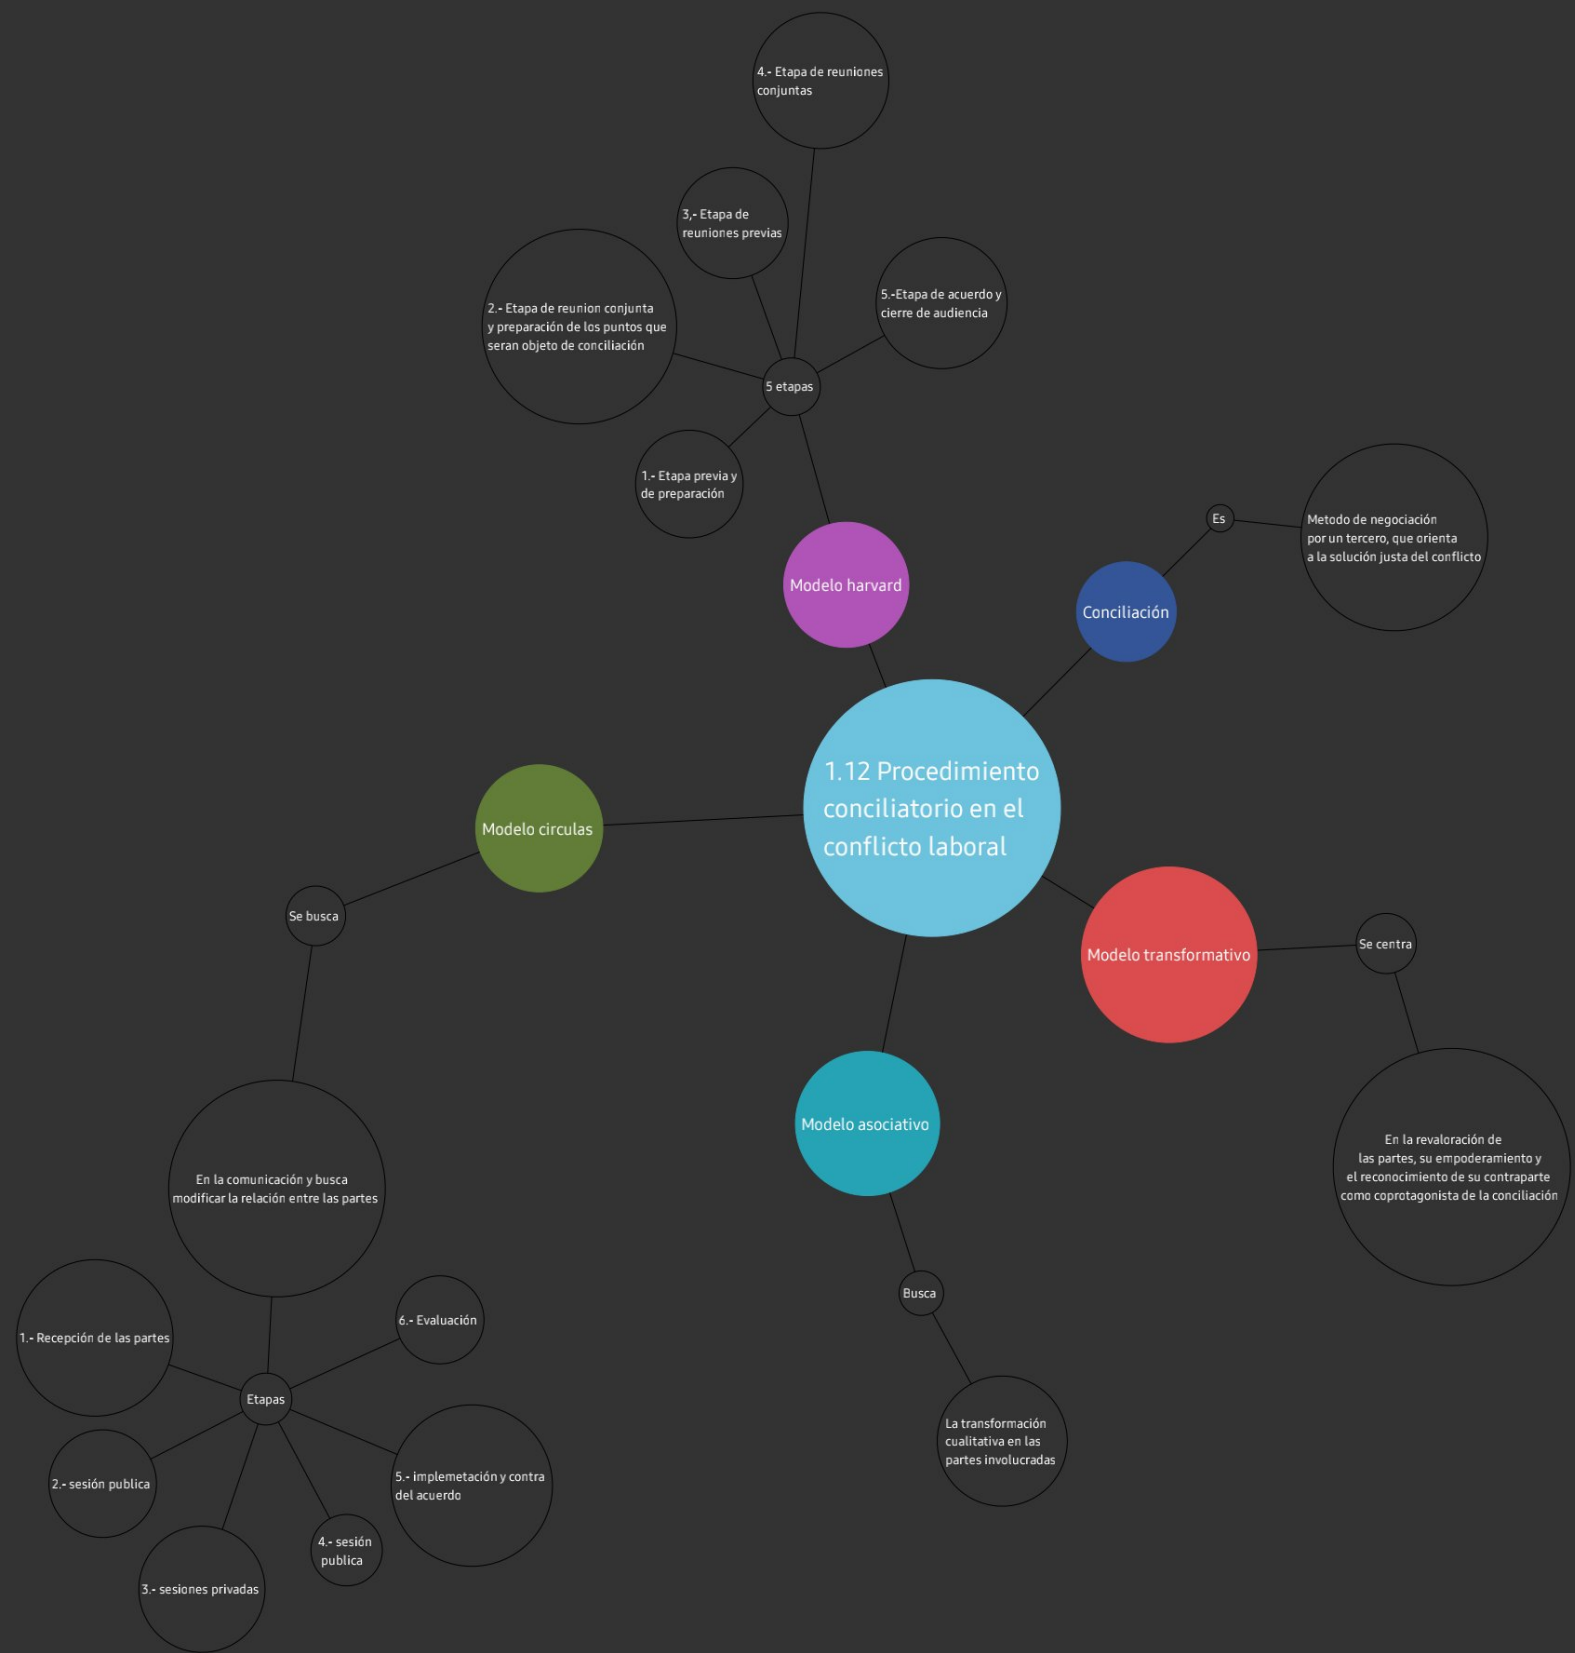 4.- Etapa de reuniones
conjuntas
3,- Etapa de
reuniones previas
2.- Etapa de reunion conjunta
y preparación de los puntos que
seran objeto de conciliación
5.-Etapa de acuerdo y
cierre de audiencia
5 etapas
1.- Etapa previa y
de preparación
Modelo harvard
Es
Metodo de negociación
por un tercero, que orienta
a la solución justa del conflicto
Conciliación
1.12 Procedimiento
conciliatorio en el
conflicto laboral
Modelo circulas
Se busca
En la comunicación y busca
modificar la relación entre las partes
Etapas
1.- Recepción de las partes
2.- sesión publica
3.- sesiones privadas
4.- sesión
publica
5.- implemetación y contra
del acuerdo
6.- Evaluación
Modelo transformativo
Se centra
En la revaloración de
las partes, su empoderamiento y
el reconocimiento de su contraparte
como coprotagonista de la conciliación
Modelo asociativo
Busca
La transformación
cualitativa en las
partes involucradas